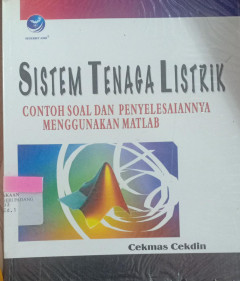 SISTEM TENAGA LISTRIK
CONTOH SOAL DAN PENYELESAIANNYA
MENGGUNAKAN MATLAB
Cekmas Cekdin